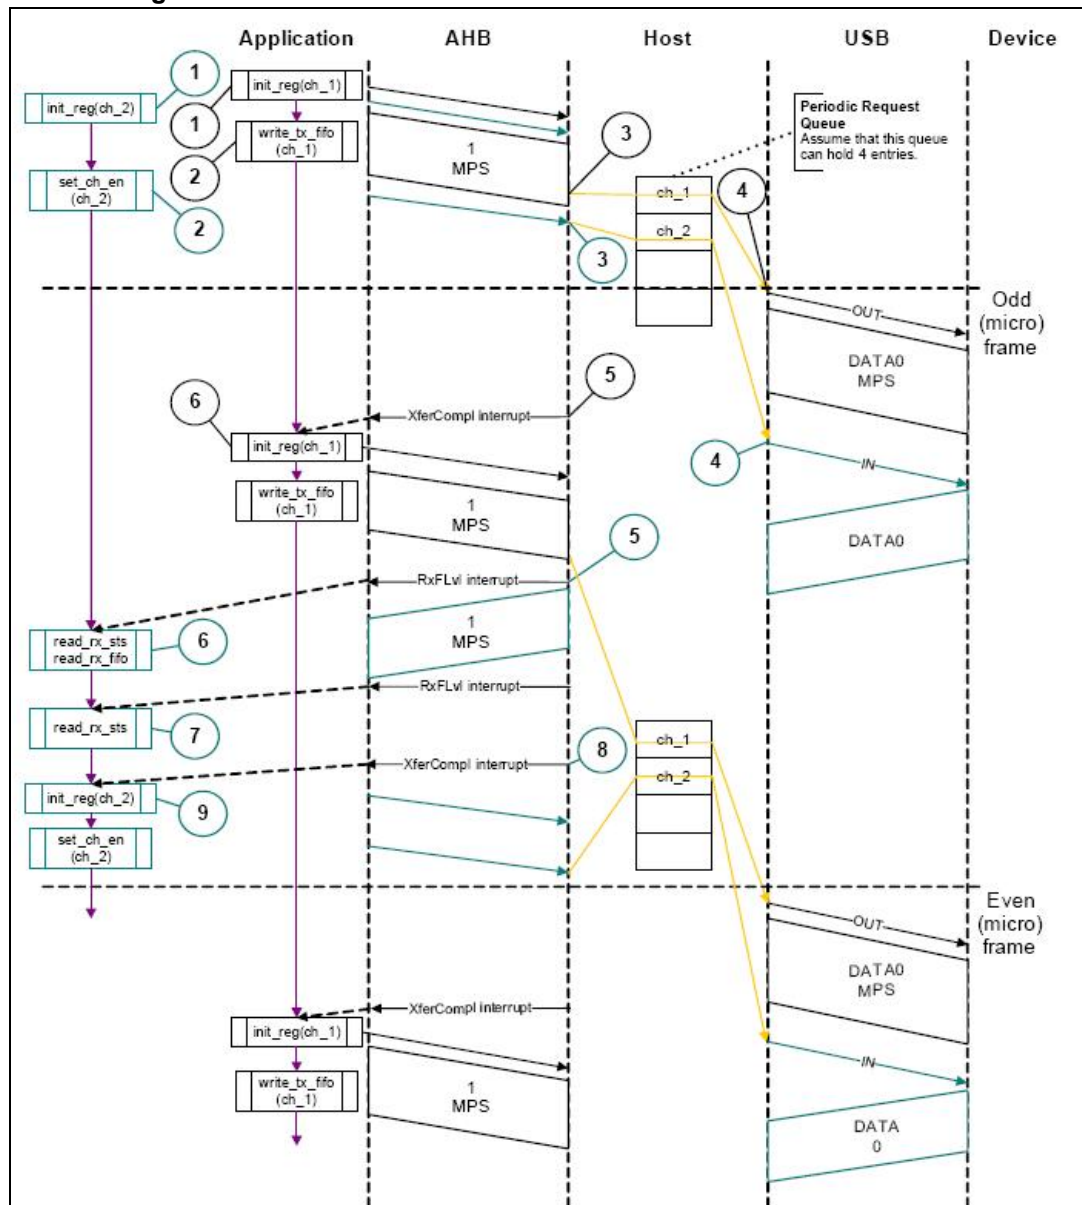 Application AHB Host USB Device
1
init_reg(ch_2)
init_reg(ch_1)
1
write_tx_fifo
(ch_1)
2
set_ch_en
(ch_2)
2
1
MPS
3
Periodic Request
Queue
Assume that this queue
can hold 4 entries.
4
ch_1
ch_2
3
Odd
(micro)
frame
OUT
DATA0
MPS
5
6
XferCompl interrupt
init_reg(ch_1)
4
IN
write_tx_fifo
(ch_1)
1
MPS
5
DATA0
RxFLvl interrupt
1
MPS
read_rx_sts
read_rx_fifo
6
RxFLvl interrupt
read_rx_sts
7
ch_1
8
XferCompl interrupt
ch_2
init_reg(ch_2)
9
set_ch_en
(ch_2)
Even
(micro)
frame
OUT
DATA0
MPS
XferCompl interrupt
init_reg(ch_1)
IN
write_tx_fifo
(ch_1)
1
MPS
DATA
0